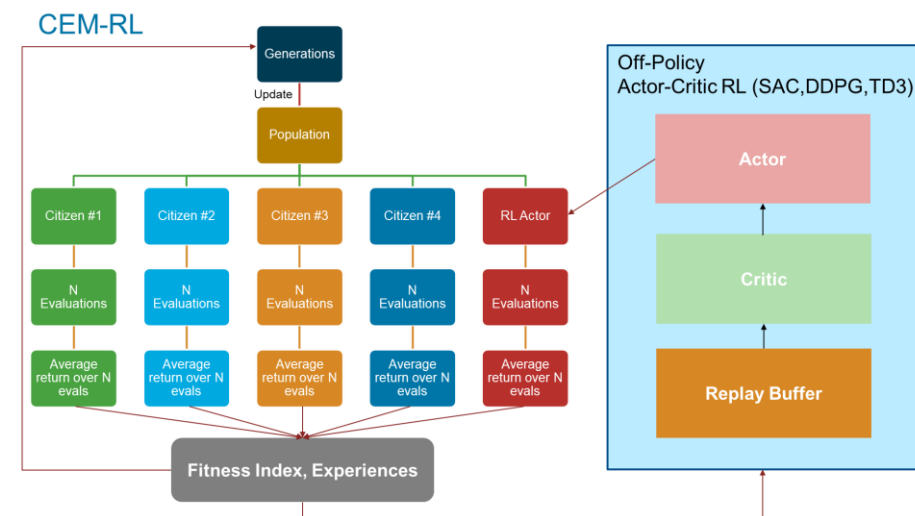 CEM-RL
Generations
Update
Population
Citizen #1
Citizen #2
Citizen #3
Citizen #4
RL Actor
N
Evaluations
N
Evaluations
N
Evaluations
N
Evaluations
N
Evaluations
Average
return over N
evals
Average
return over N
evals
Average
return over N
evals
Average
return over N
evals
Average
return over N
evals
Fitness Index, Experiences
Off-Policy
Actor-Critic RL (SAC,DDPG,TD3)
Actor
Critic
Replay Buffer